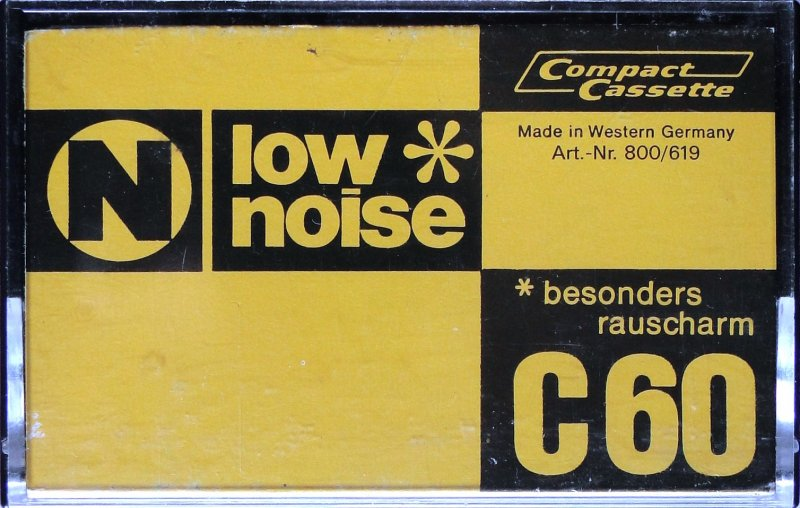 Compact
Cassette
Made in Western Germany
Art.-Nr. 800/619
N
low *
noise
* besonders
rauscharm
C60